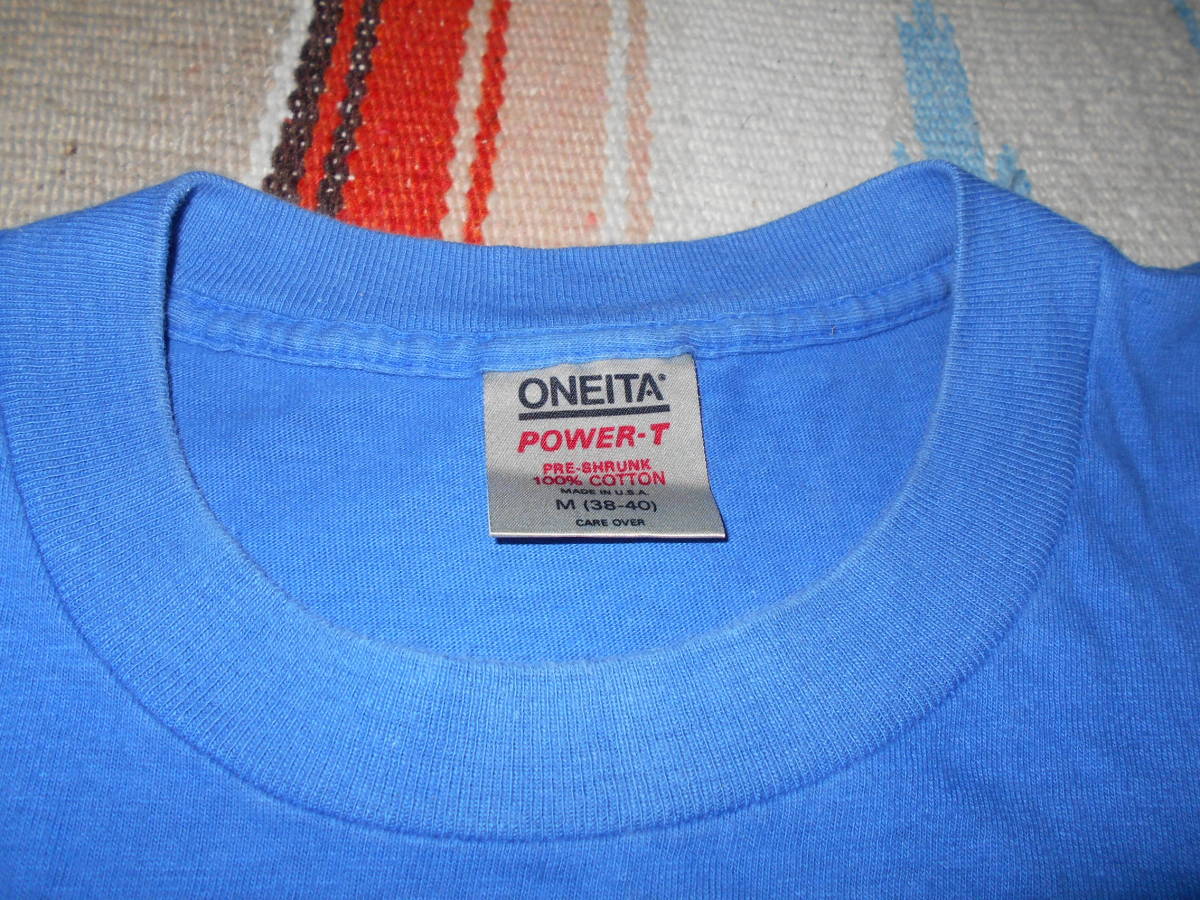 ONEITA®
POWER-T
PRE-SHRUNK
100% COTTON
MADE IN U.S.A.
M (38-40)
CARE OVER